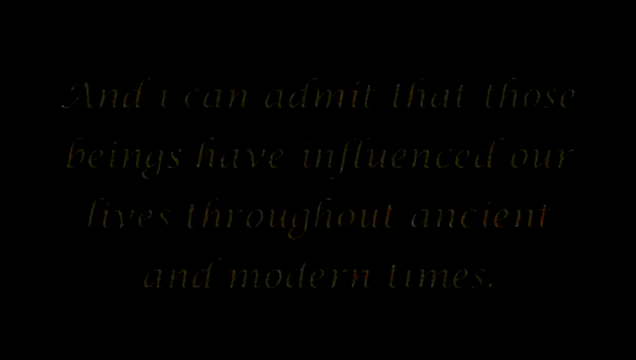 And i can admit that those
beings have influenced our
lives throughout ancient
and modern times.